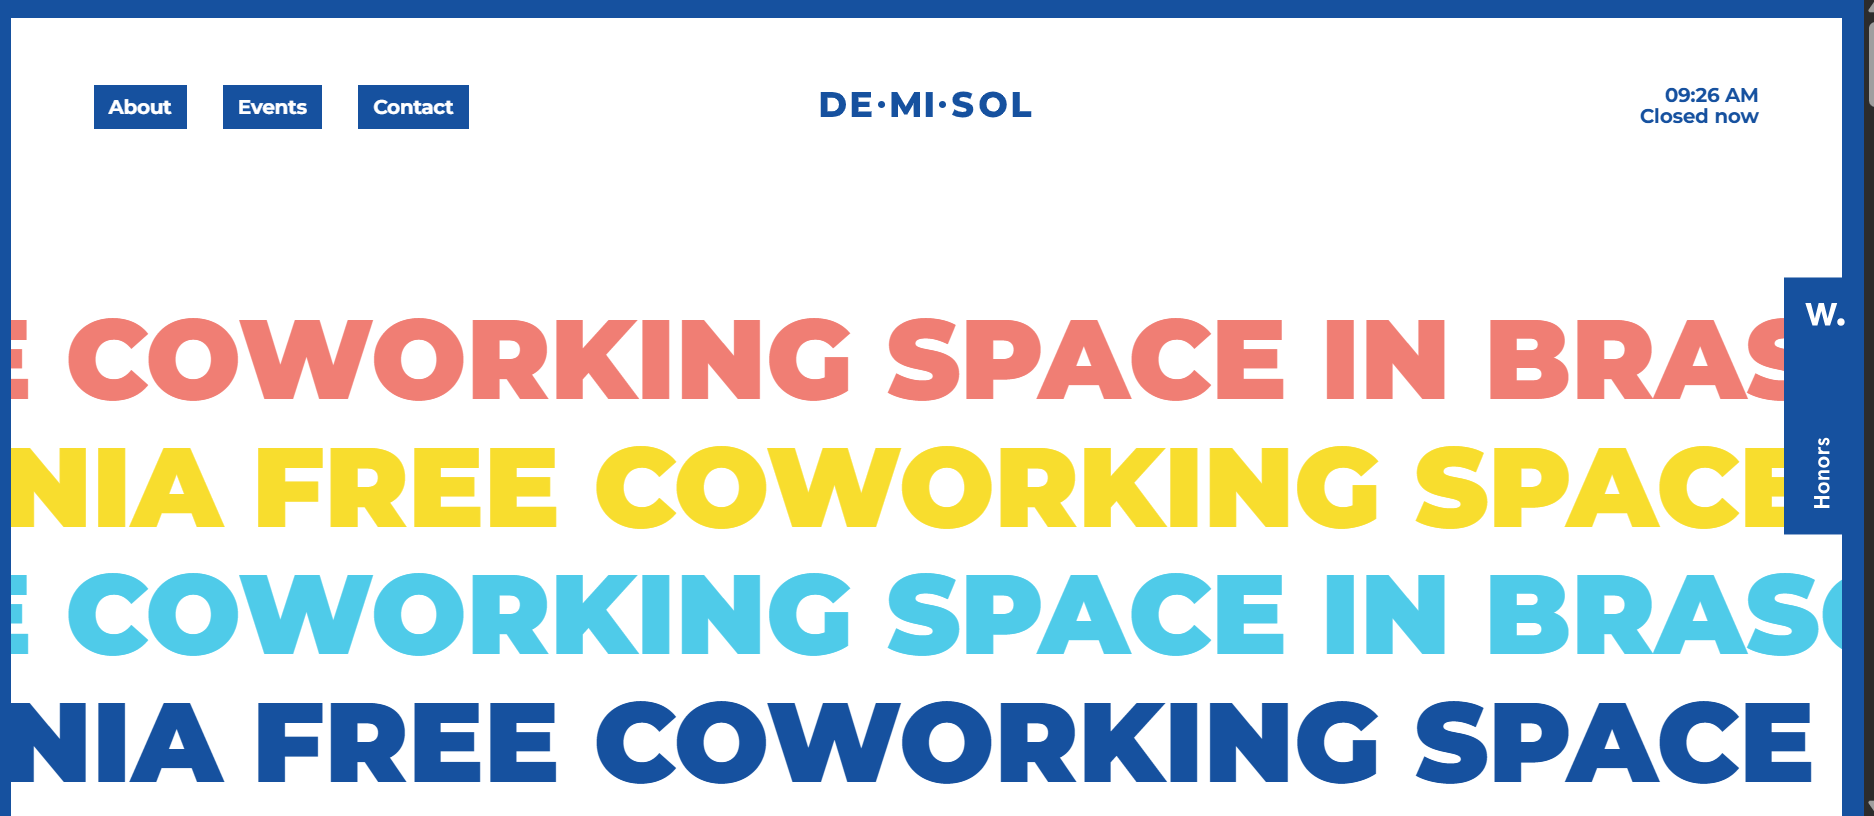 About Events Contact DE·MI·SOL 09:26 AM
Closed now
W.
E COWORKING SPACE IN BRAS
NIA FREE COWORKING SPACE
Honors
E COWORKING SPACE IN BRASO
NIA FREE COWORKING SPACE